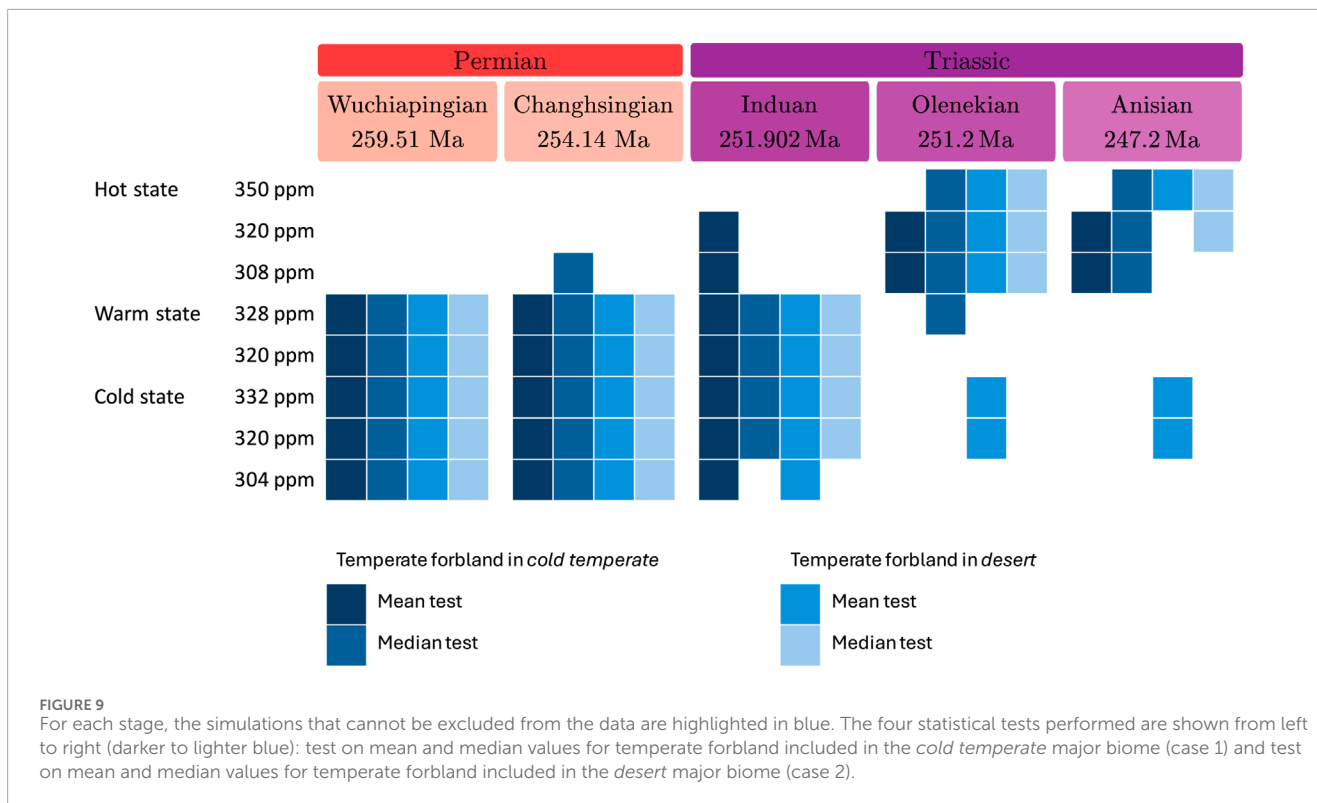 Permian
Triassic
Wuchiapingian
259.51 Ma
Changhsingian
254.14 Ma
Induan
251.902 Ma
Olenekian
251.2 Ma
Anisian
247.2 Ma
Hot state
350 ppm
320 ppm
308 ppm
Warm state
328 ppm
320 ppm
Cold state
332 ppm
320 ppm
304 ppm
Temperate forbland in cold temperate
Mean test
Median test
Temperate forbland in desert
Mean test
Median test
FIGURE 9
For each stage, the simulations that cannot be excluded from the data are highlighted in blue. The four statistical tests performed are shown from left
to right (darker to lighter blue): test on mean and median values for temperate forbland included in the cold temperate major biome (case 1) and test
on mean and median values for temperate forbland included in the desert major biome (case 2).